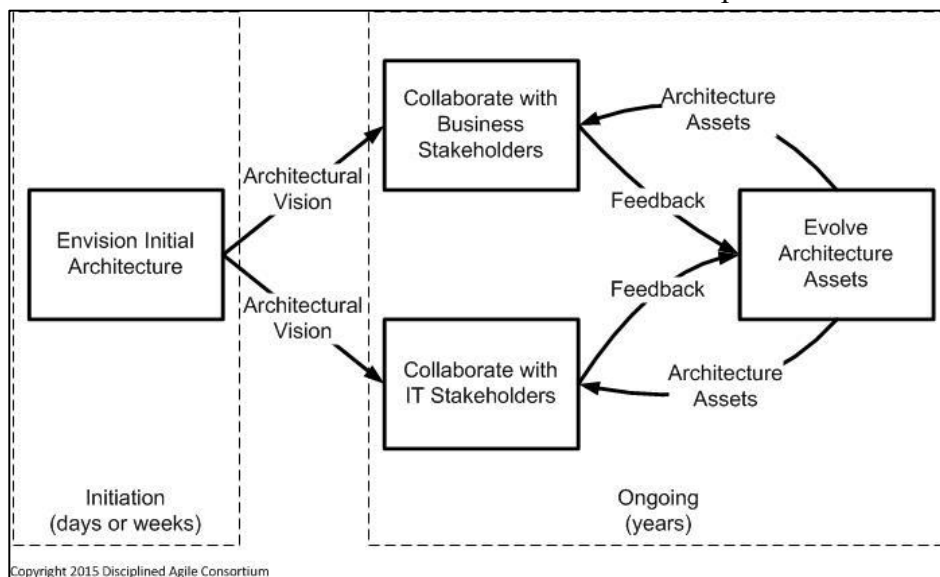 Envision Initial
Architecture
Architectural
Vision
Architectural
Vision
Collaborate with
Business
Stakeholders
Collaborate with
IT Stakeholders
Architecture
Assets
Feedback
Feedback
Architecture
Assets
Evolve
Architecture
Assets
Initiation
(days or weeks)
Ongoing
(years)
Copyright 2015 Disciplined Agile Consortium